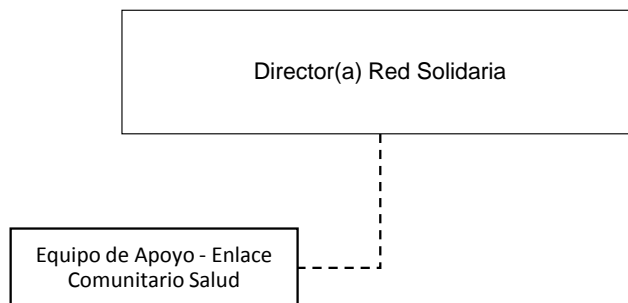 Director(a) Red Solidaria
Equipo de Apoyo - Enlace
Comunitario Salud